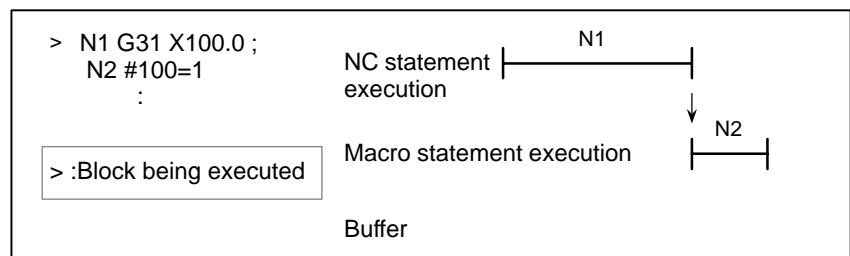 > N1 G31 X100.0 ;
N2 #100=1
:
> :Block being executed
NC statement
execution
N1
N2
Macro statement execution
Buffer